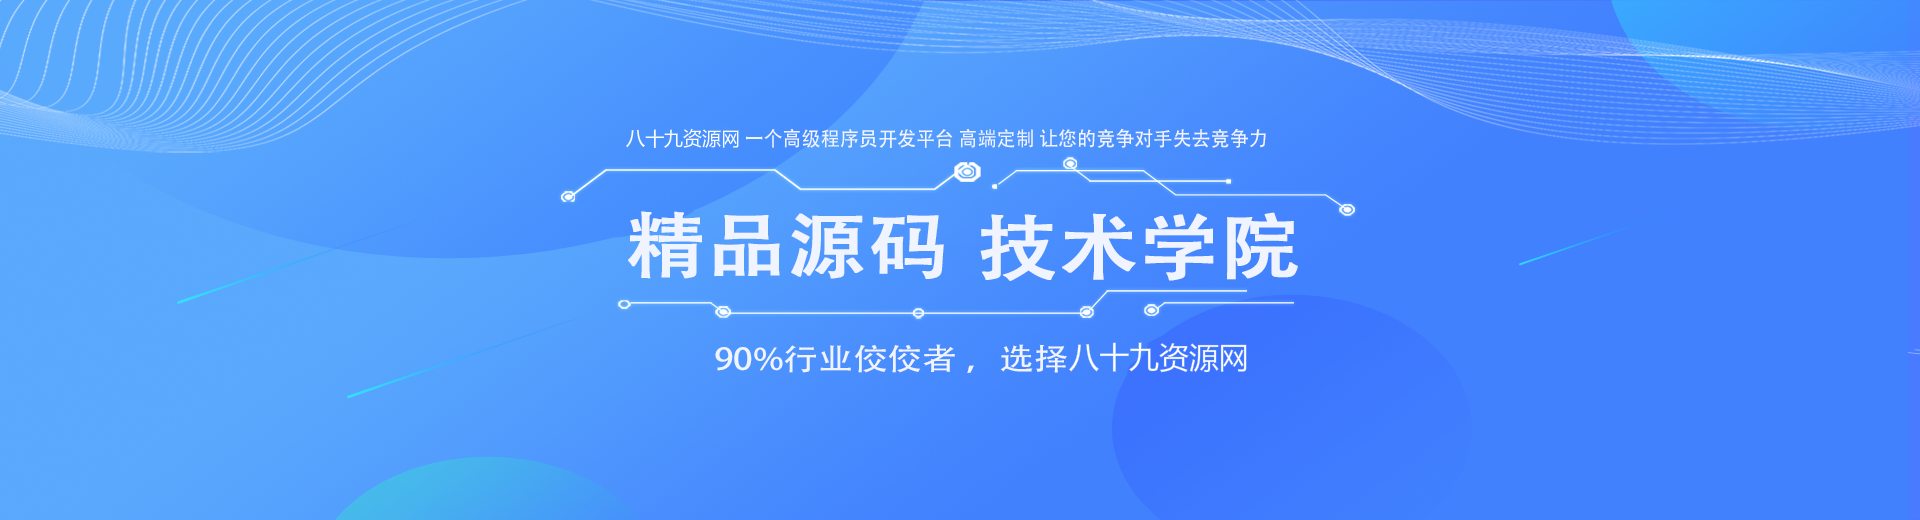 八十九资源网 一个高级程序员开发平台 高端定制 让您的竞争对手失去竞争力
精品源码 技术学院
90%行业佼佼者，选择八十九资源网